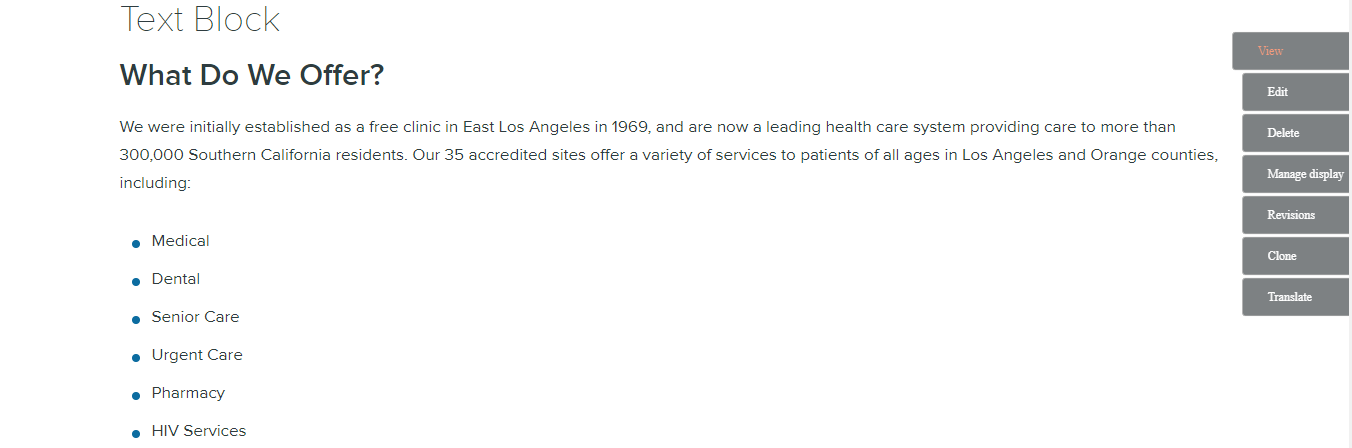 Text Block
What Do We Offer?
We were initially established as a free clinic in East Los Angeles in 1969, and are now a leading health care system providing care to more than
300,000 Southern California residents. Our 35 accredited sites offer a variety of services to patients of all ages in Los Angeles and Orange counties,
including:
Medical
Dental
Senior Care
Urgent Care
Pharmacy
HIV Services
View
Edit
Delete
Manage display
Revisions
Clone
Translate